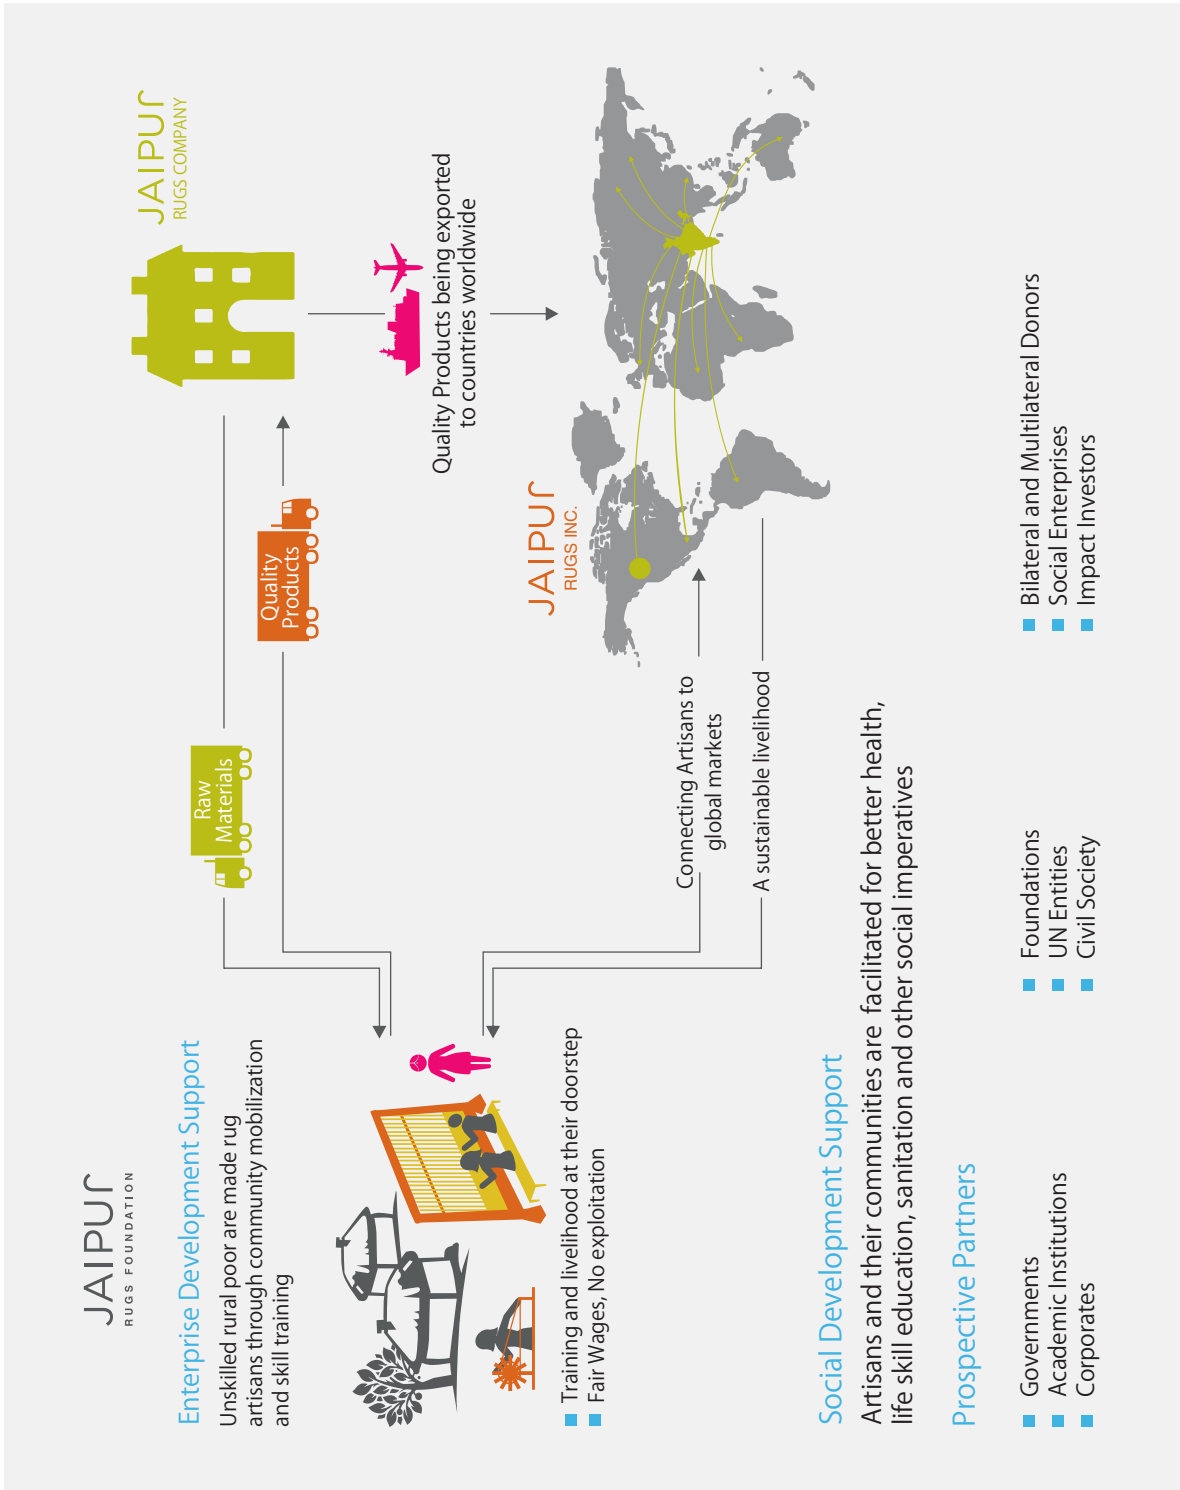 JAIPUR
RUGS FOUNDATION
Enterprise Development Support
Unskilled rural poor are made rug
artisans through community mobilization
and skill training
Training and livelihood at their doorstep
Fair Wages, No exploitation
Raw
Materials
Quality
Products
JAIPUR
RUGS COMPANY
Quality Products being exported
to countries worldwide
JAIPUR
RUGS INC.
Connecting Artisans to
global markets
A sustainable livelihood
Social Development Support
Artisans and their communities are facilitated for better health,
life skill education, sanitation and other social imperatives
Prospective Partners
Governments
Academic Institutions
Corporates
Foundations
UN Entities
Civil Society
Bilateral and Multilateral Donors
Social Enterprises
Impact Investors